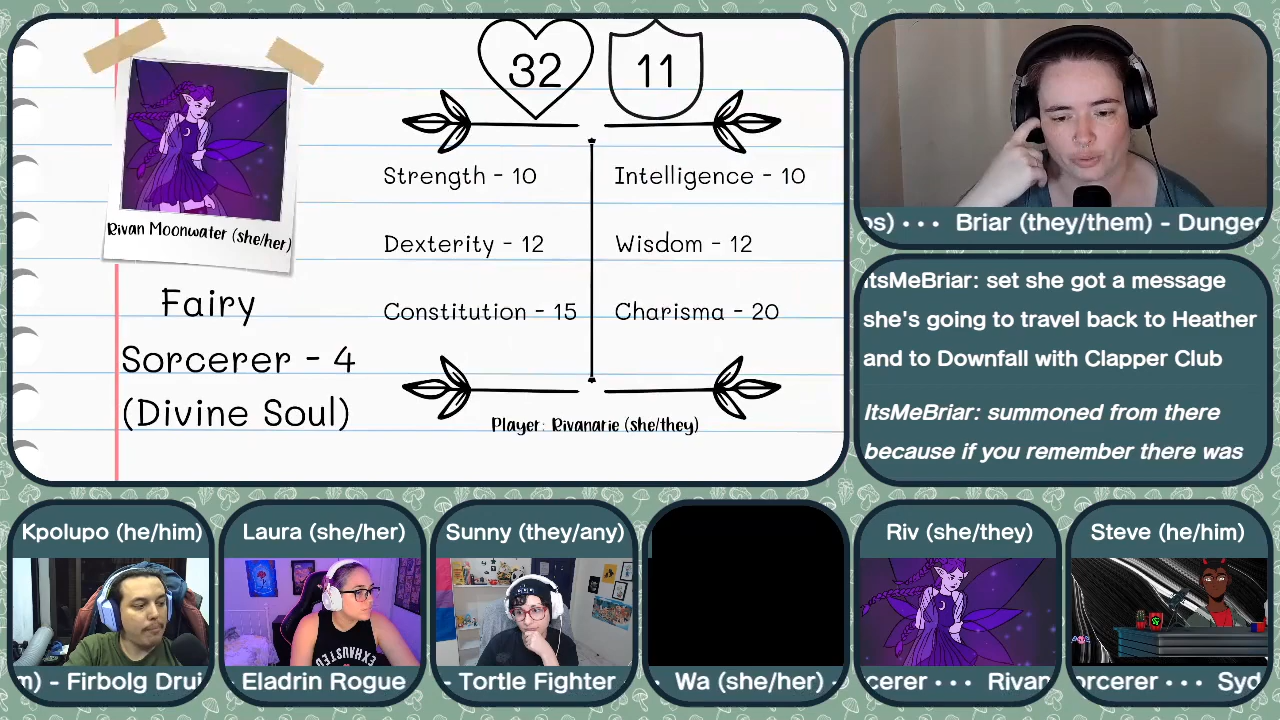 32
11
Strength - 10
Intelligence - 10
Dexterity - 12
Wisdom - 12
Constitution - 15
Charisma - 20
Rivan Moonwater (she/her)
Fairy
Sorcerer - 4
(Divine Soul)
Player: Rivanarie (she/they)
os) • • • Briar (they/them) - Dungeo
ItsMeBriar: set she got a message
she's going to travel back to Heather
and to Downfall with Clapper Club
ItsMeBriar: summoned from there
because if you remember there was
Kpolupo (he/him)
m) - Firbolg Drui
Laura (she/her)
EXHAUSTED
- Eladrin Rogue
Sunny (they/any)
- Tortle Fighter
Wa (she/her) -
Riv (she/they)
cerer • • • Rivan
Steve (he/him)
orcerer • • • Syd